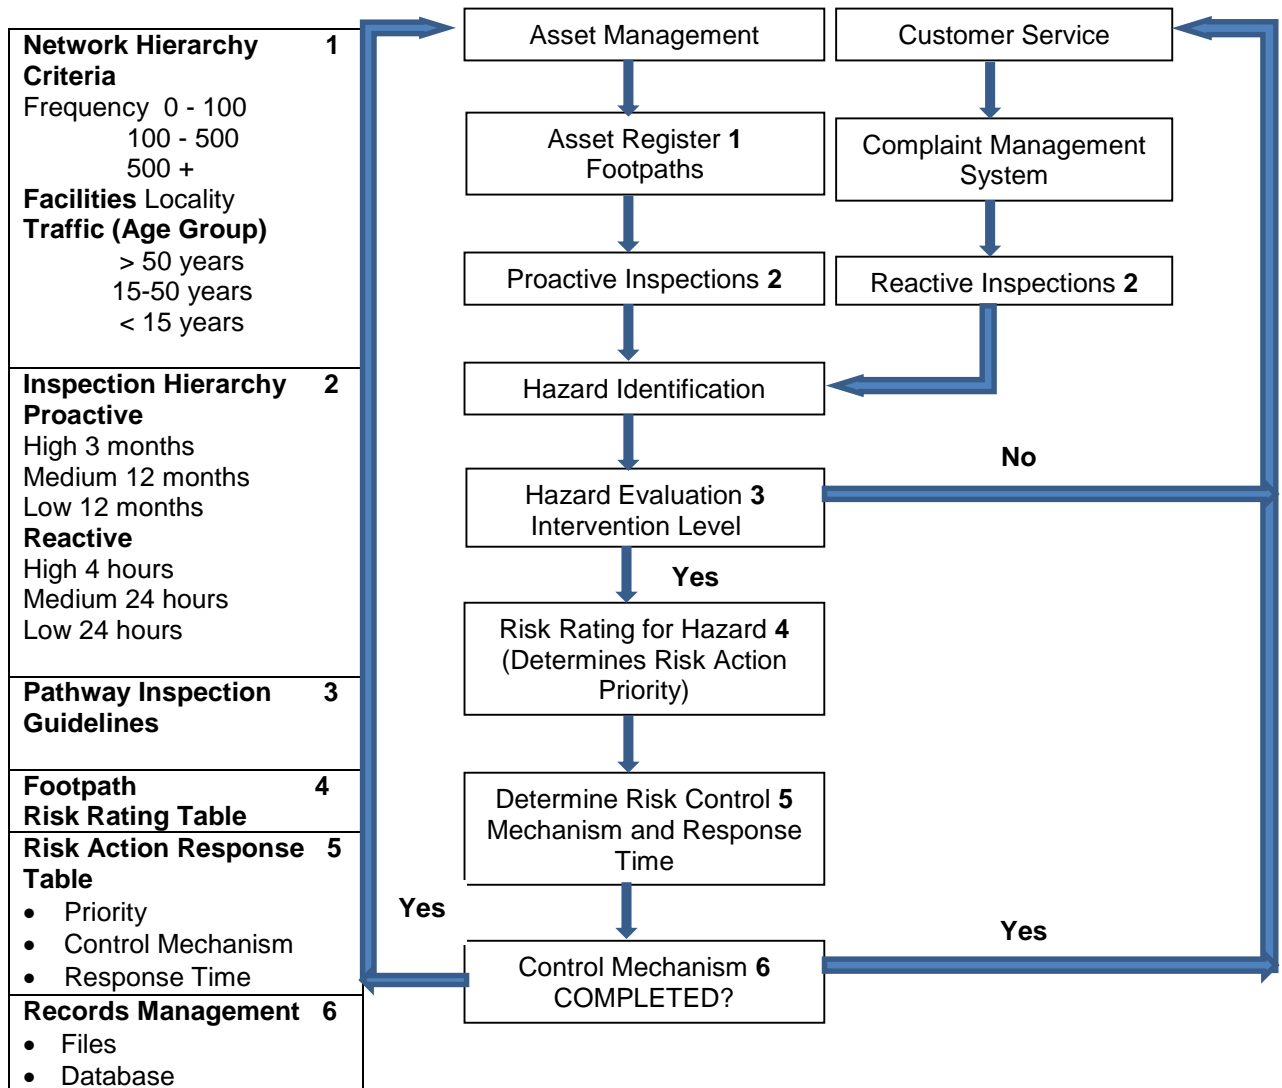 Network Hierarchy 1
Criteria
Frequency 0 - 100
100 - 500
500 +
Facilities Locality
Traffic (Age Group)
> 50 years
15-50 years
< 15 years
Inspection Hierarchy 2
Proactive
High 3 months
Medium 12 months
Low 12 months
Reactive
High 4 hours
Medium 24 hours
Low 24 hours
Pathway Inspection 3
Guidelines
Footpath 4
Risk Rating Table
Risk Action Response 5
Table
• Priority
• Control Mechanism
• Response Time
Records Management 6
• Files
• Database
Asset Management
Customer Service
Asset Register 1
Footpaths
Complaint Management
System
Proactive Inspections 2
Reactive Inspections 2
Hazard Identification
Hazard Evaluation 3
Intervention Level
No
Yes
Risk Rating for Hazard 4
(Determines Risk Action
Priority)
Determine Risk Control 5
Mechanism and Response
Time
Yes
Control Mechanism 6
COMPLETED?
Yes